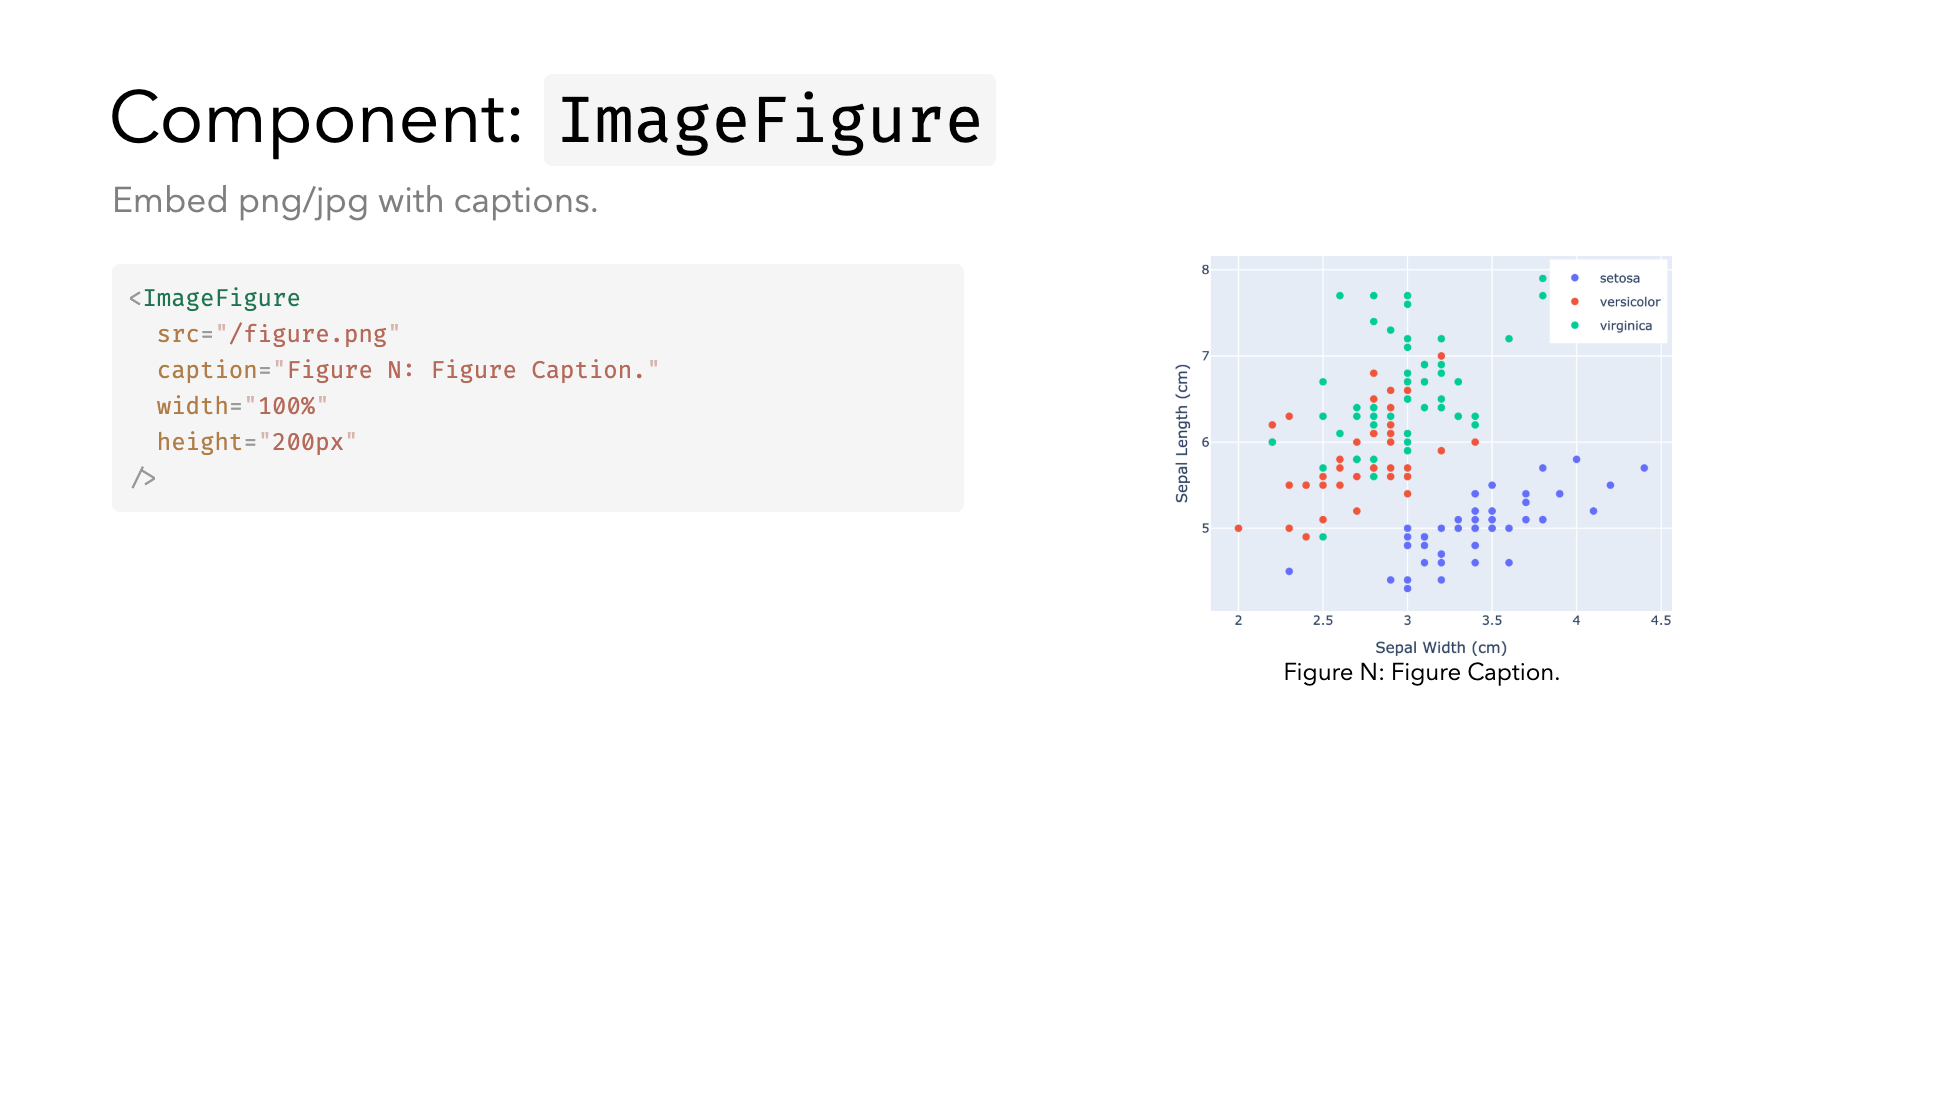 Component: ImageFigure
Embed png/jpg with captions.
<ImageFigure
src="/figure.png"
caption="Figure N: Figure Caption."
width="100%"
height="200px"
/>
setosa
versicolor
virginica
Sepal Length (cm)
8
7
6
5
2 2.5 3 3.5 4 4.5
Sepal Width (cm)
Figure N: Figure Caption.